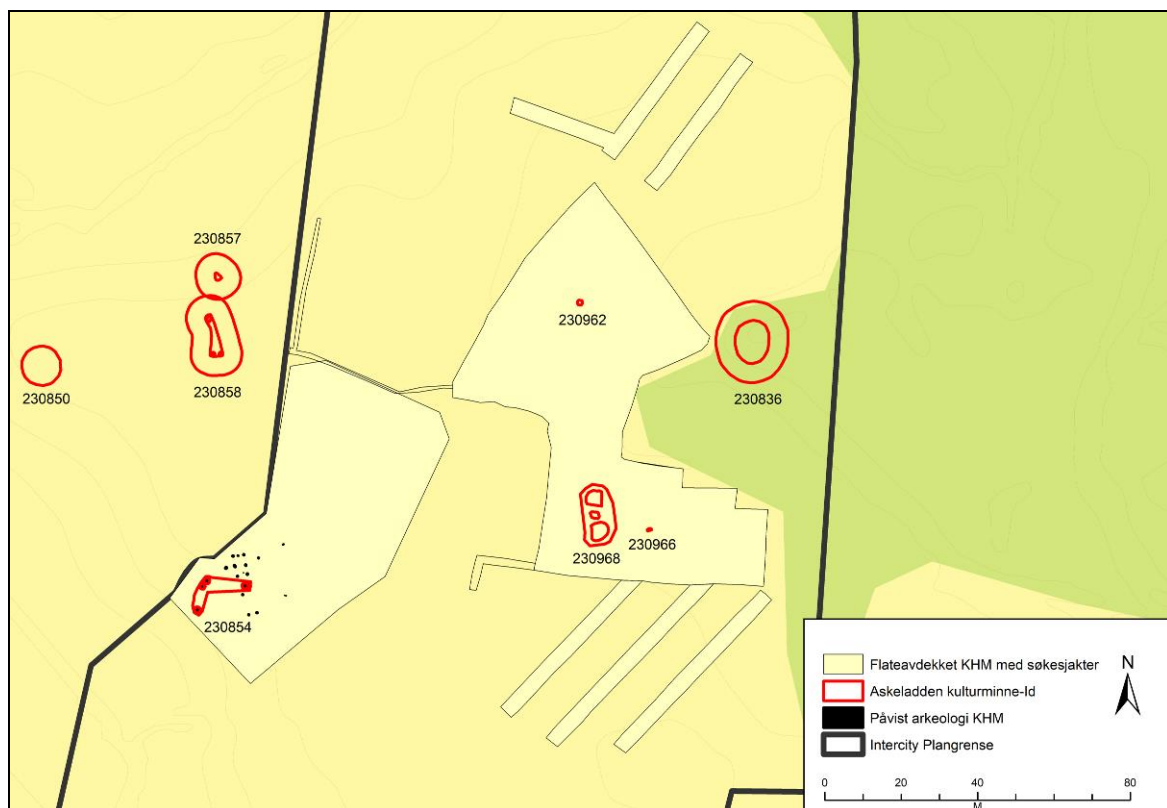 230857
230962
230850
230858
230836
230968
230966
230854
Flateavdekket KHM med søkesjakter
Askeladden kulturminne-Id
Påvist arkeologi KHM
Intercity Plangrense
N
0 20 40 80
M